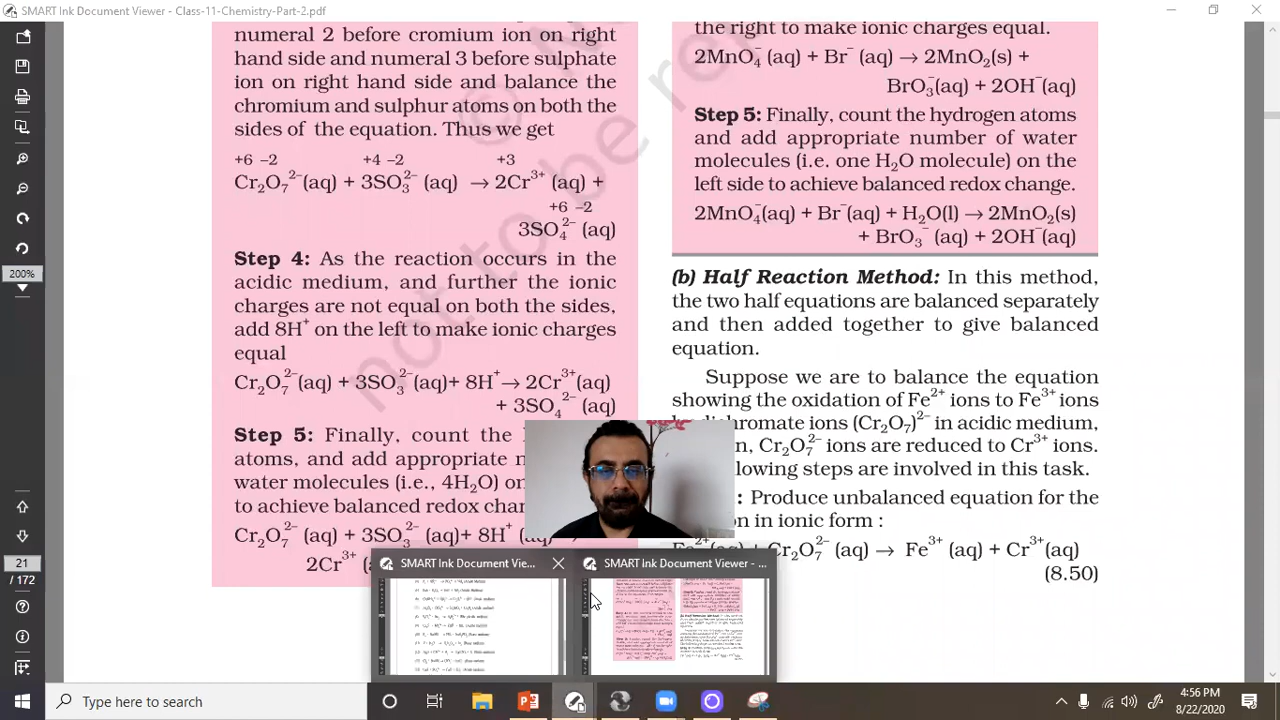 SMART Ink Document Viewer - Class-11-Chemistry-Part-2.pdf
numeral 2 before cromium ion on right
hand side and numeral 3 before sulphate
ion on right hand side and balance the
chromium and sulphur atoms on both the
sides of the equation. Thus we get
+6 –2 +4 –2 +3
Cr₂O₇²⁻(aq) + 3SO₃²⁻ (aq) → 2Cr³⁺ (aq) +
+6 –2
3SO₄²⁻ (aq)
Step 4: As the reaction occurs in the
acidic medium, and further the ionic
charges are not equal on both the sides,
add 8H⁺ on the left to make ionic charges
equal
Cr₂O₇²⁻(aq) + 3SO₃²⁻(aq)+ 8H⁺→ 2Cr³⁺(aq)
+ 3SO₄²⁻ (aq)
Step 5: Finally, count the
atoms, and add appropriate
water molecules (i.e., 4H₂O)
to achieve balanced redox
Cr₂O₇²⁻ (aq) + 3SO₃²⁻ (aq)+ 8H⁺ (aq)
2Cr³⁺
the right to make ionic charges equal.
2MnO₄⁻(aq) + Br⁻ (aq) → 2MnO₂(s) +
BrO₃⁻(aq) + 2OH⁻(aq)
Step 5: Finally, count the hydrogen atoms
and add appropriate number of water
molecules (i.e. one H₂O molecule) on the
left side to achieve balanced redox change.
2MnO₄⁻(aq) + Br⁻(aq) + H₂O(l) → 2MnO₂(s)
+ BrO₃⁻ (aq) + 2OH⁻(aq)
(b) Half Reaction Method: In this method,
the two half equations are balanced separately
and then added together to give balanced
equation.
Suppose we are to balance the equation
showing the oxidation of Fe²⁺ ions to Fe³⁺ ions
dichromate ions (Cr₂O₇)²⁻ in acidic medium,
Cr₂O₇²⁻ ions are reduced to Cr³⁺ ions.
steps are involved in this task.
: Produce unbalanced equation for the
in ionic form :
Fe²⁺(aq) + Cr₂O₇²⁻ (aq) → Fe³⁺ (aq) + Cr³⁺(aq)
(8.50)
not to be
200%
21
/ 172
SMART Ink Document Vie...
SMART Ink Document Viewer - ...
Type here to search
4:56 PM
8/22/2020